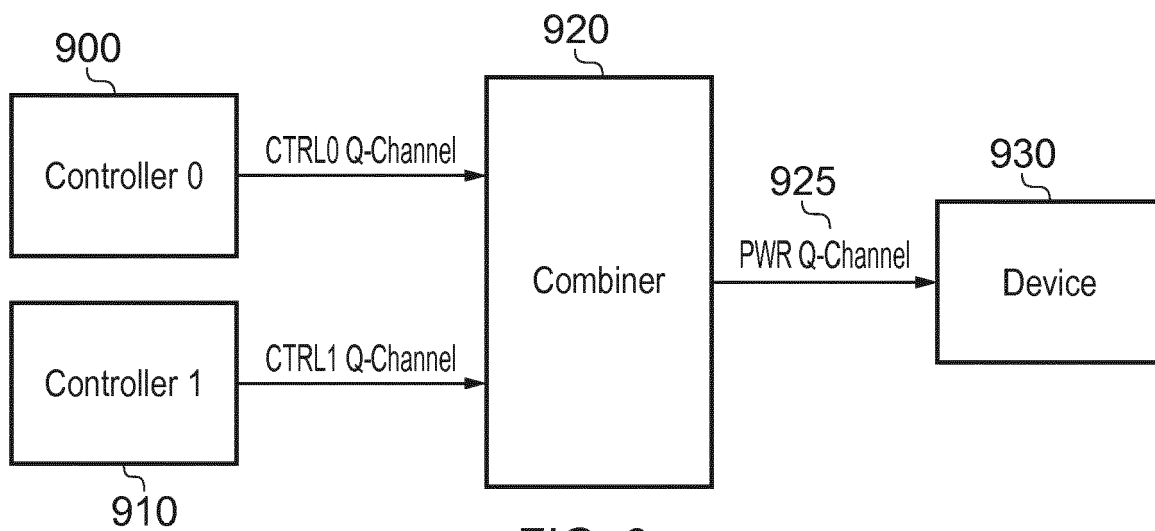 900
Controller 0
CTRL0 Q-Channel
920
Combiner
925
PWR Q-Channel
930
Device
Controller 1
CTRL1 Q-Channel
910